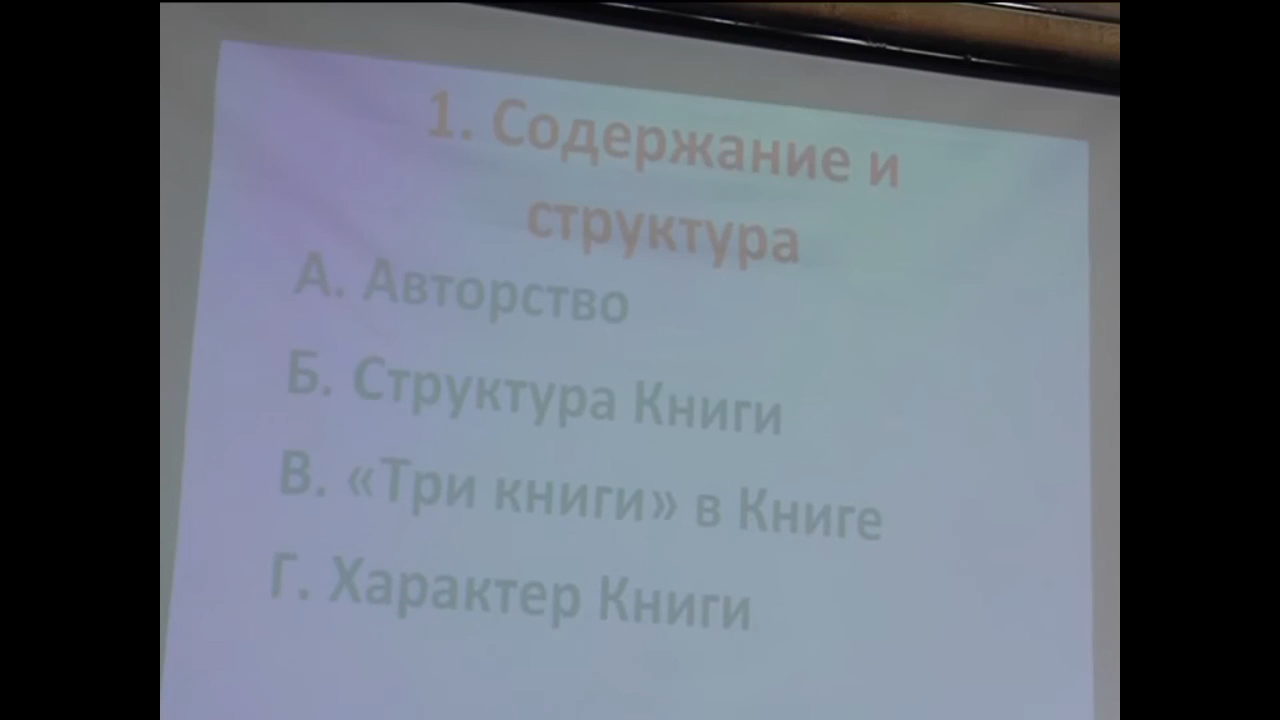 1. Содержание и
структура
А. Авторство
Б. Структура Книги
В. «Три книги» в Книге
Г. Характер Книги